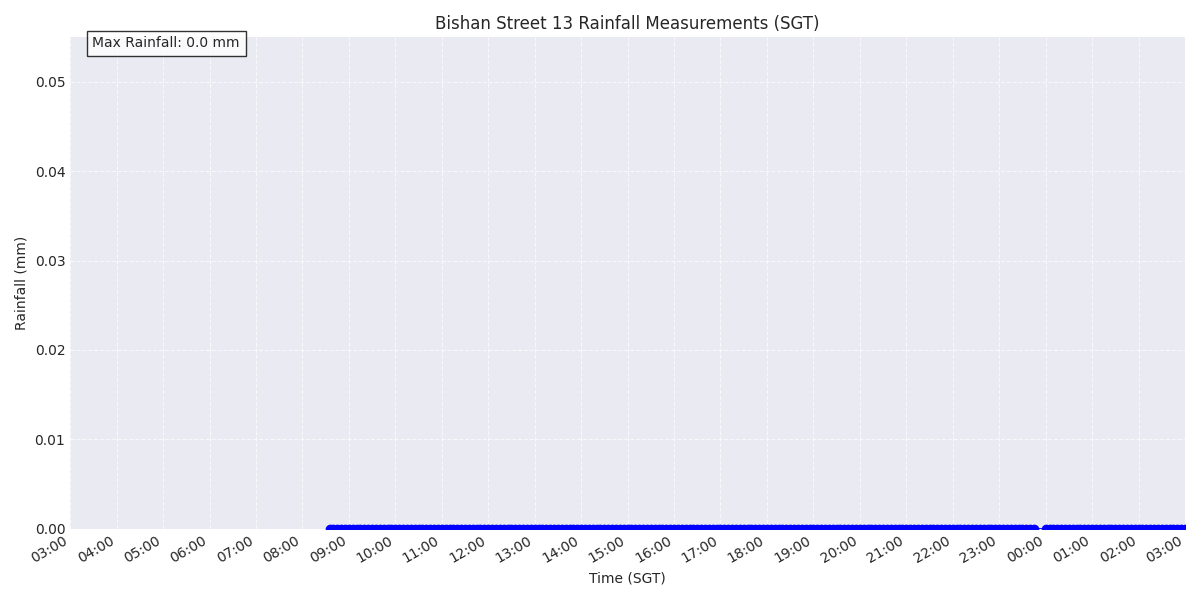 Bishan Street 13 Rainfall Measurements (SGT)
Max Rainfall: 0.0 mm
0.05
0.04
0.03
0.02
0.01
0.00
Rainfall (mm)
03:00 04:00 05:00 06:00 07:00 08:00 09:00 10:00 11:00 12:00 13:00 14:00 15:00 16:00 17:00 18:00 19:00 20:00 21:00 22:00 23:00 00:00 01:00 02:00 03:00
Time (SGT)